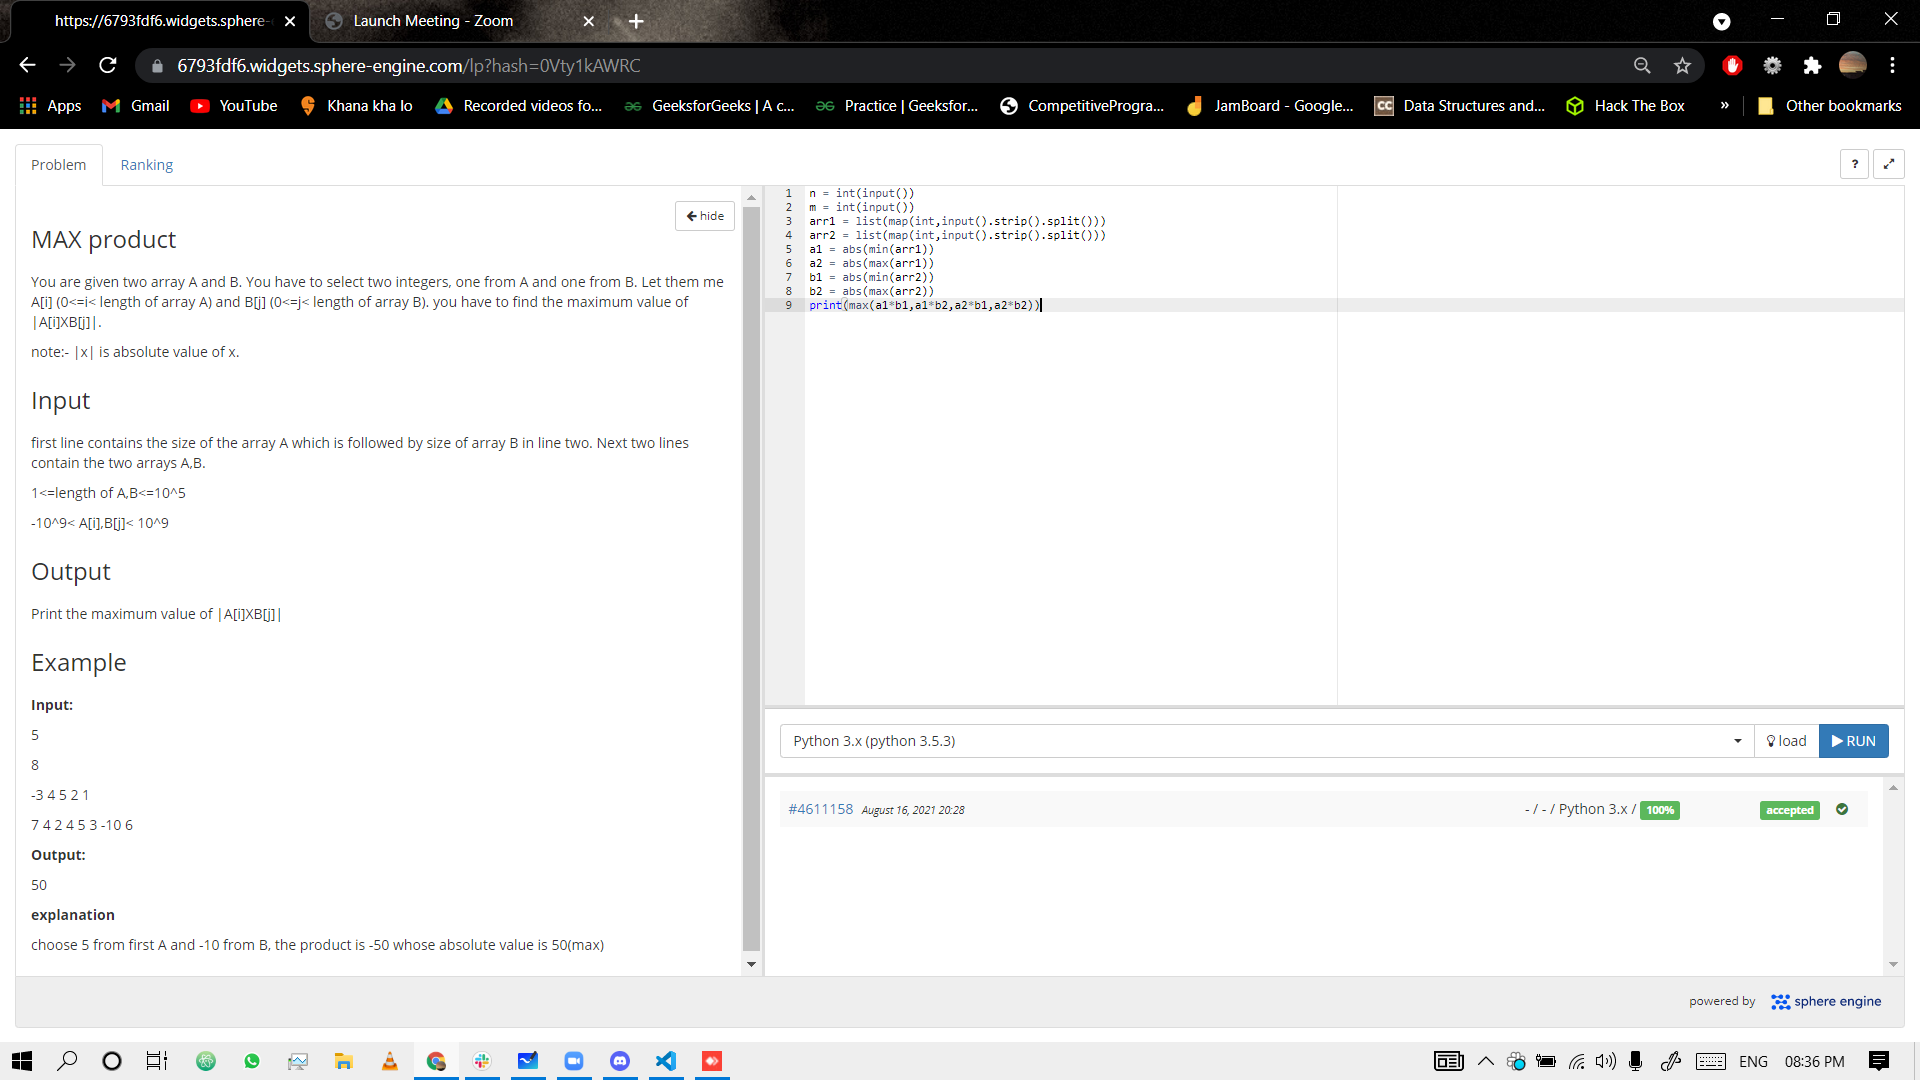 https://6793fdf6.widgets.sphere-
Launch Meeting - Zoom
6793fdf6.widgets.sphere-engine.com/lp?hash=0Vty1kAWRC
Apps
Gmail
YouTube
Khana kha lo
Recorded videos fo...
GeeksforGeeks | A c...
Practice | Geeksfor...
CompetitivePrograa...
JamBoard - Google...
CC
Data Structures and...
Hack The Box
»
Other bookmarks
Problem
Ranking
?
hide
MAX product
You are given two array A and B. You have to select two integers, one from A and one from B. Let them me
A[i] (0<=i< length of array A) and B[j] (0<=j< length of array B). you have to find the maximum value of
|A[i]XB[j]|.
note:- |x| is absolute value of x.
Input
first line contains the size of the array A which is followed by size of array B in line two. Next two lines
contain the two arrays A,B.
1<=length of A,B<=10^5
-10^9< A[i],B[j]< 10^9
Output
Print the maximum value of |A[i]XB[j]|
Example
Input:
5
8
-3 4 5 2 1
7 4 2 4 5 3 -10 6
Output:
50
explanation
choose 5 from first A and -10 from B, the product is -50 whose absolute value is 50(max)
1 n = int(input())
2 m = int(input())
3 arr1 = list(map(int,input().strip().split()))
4 arr2 = list(map(int,input().strip().split()))
5 a1 = abs(min(arr1))
6 a2 = abs(max(arr1))
7 b1 = abs(min(arr2))
8 b2 = abs(max(arr2))
9 print(max(a1*b1,a1*b2,a2*b1,a2*b2))
Python 3.x (python 3.5.3)
load
RUN
#4611158 August 16, 2021 20:28
- / - / Python 3.x / 100%
accepted
powered by sphere engine
ENG
08:36 PM